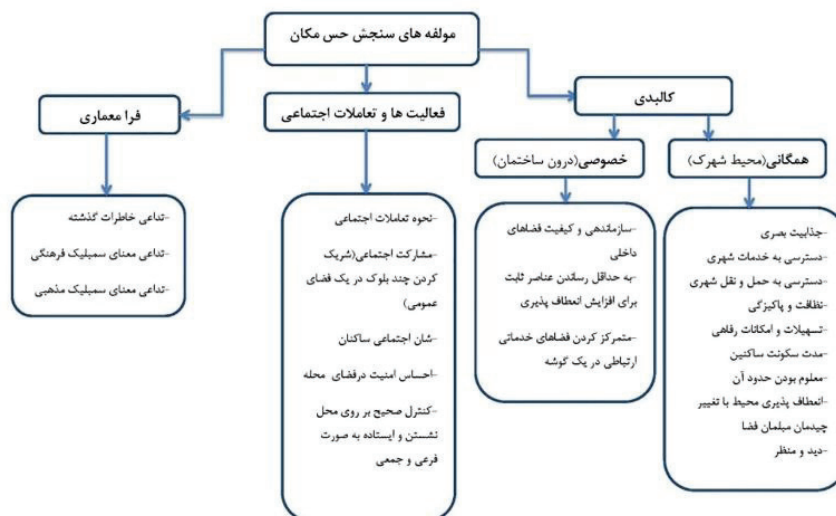 مولفه های سنجش حس مکان
کالبدی
فعالیت ها و تعاملات اجتماعی
فرا معماری
همگانی(محیط شهرک)
خصوصی(درون ساختمان)
-جذابیت بصری
-دسترسی به خدمات شهری
-دسترسی به حمل و نقل شهری
-نظافت و پاکیزگی
-تسهیلات و امکانات رفاهی
-مدت سکونت ساکنین
-معلوم بودن حدود آن
-انعطاف پذیری محیط با تغییر
چیدمان مبلمان فضا
-دید و منظر
-سازماندهی و کیفیت فضاهای
داخلی
-به حداقل رساندن عناصر ثابت
برای افزایش انعطاف پذیری
-متمرکز کردن فضاهای خدماتی
ارتباطی در یک گوشه
-نحوه تعاملات اجتماعی
-مشارکت اجتماعی(شریک
کردن چند بلوک در یک فضای
عمومی)
-شان اجتماعی ساکنان
-احساس امنیت درفضای محله
-کنترل صحیح بر روی محل
نشستن و ایستاده به صورت
فرعی و جمعی
-تداعی خاطرات گذشته
-تداعی معنای سمبلیک فرهنگی
-تداعی معنای سمبلیک مذهبی